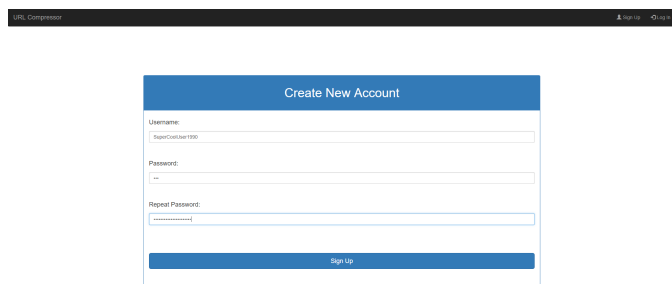 URL Compressor Sign Up Log in
Create New Account
Username:
SuperCoolUser1990
Password:
Repeat Password:
Sign Up